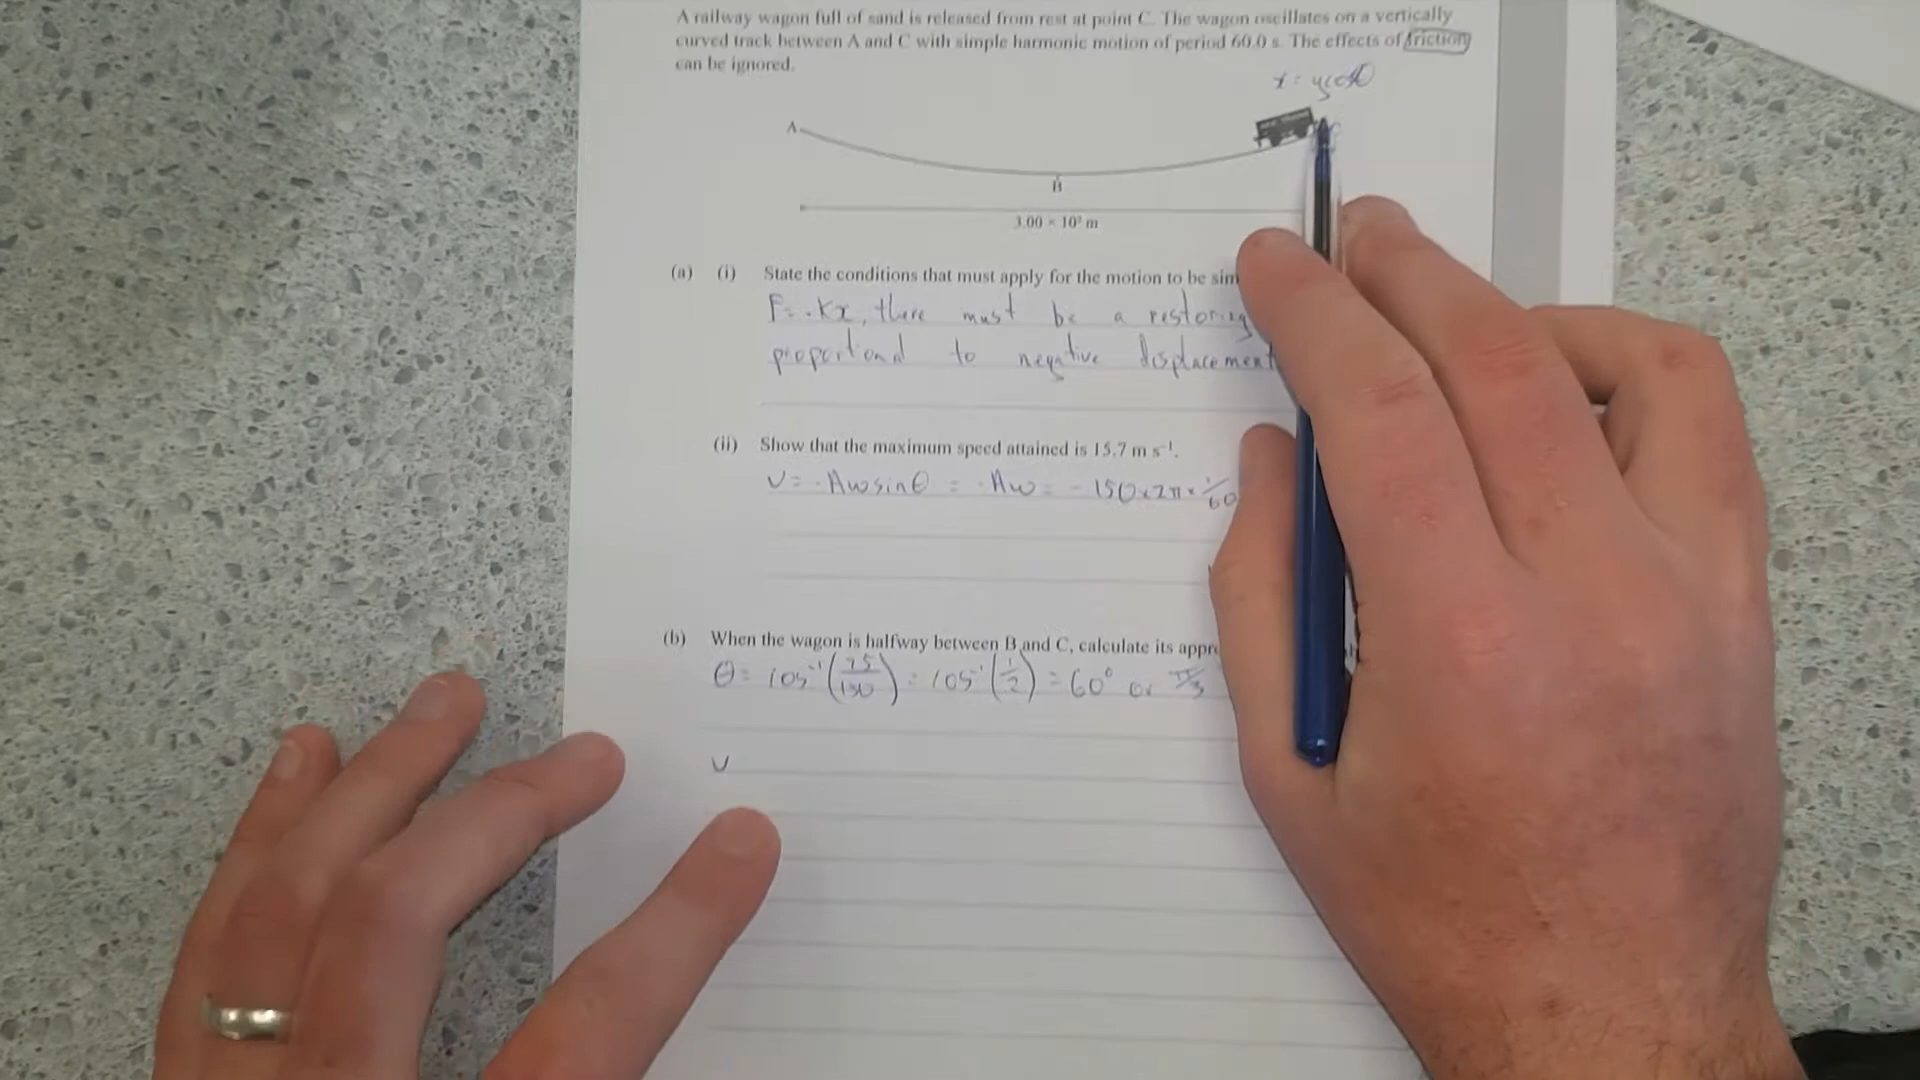 A railway wagon full of sand is released from rest at point C. The wagon oscillates on a vertically
curved track between A and C with simple harmonic motion of period 60.0 s. The effects of friction
can be ignored.
A
B
3.00 × 10² m
(a) (i) State the conditions that must apply for the motion to be sim
F = -Kx, there must be a restoring
proportional to negative displacement
(ii) Show that the maximum speed attained is 15.7 m s⁻¹.
V = -Aωsinθ = -Aω = -150×2π×1/60
(b) When the wagon is halfway between B and C, calculate its appr
θ = cos⁻¹(75/150) = cos⁻¹(1/2) = 60° or π/3
V